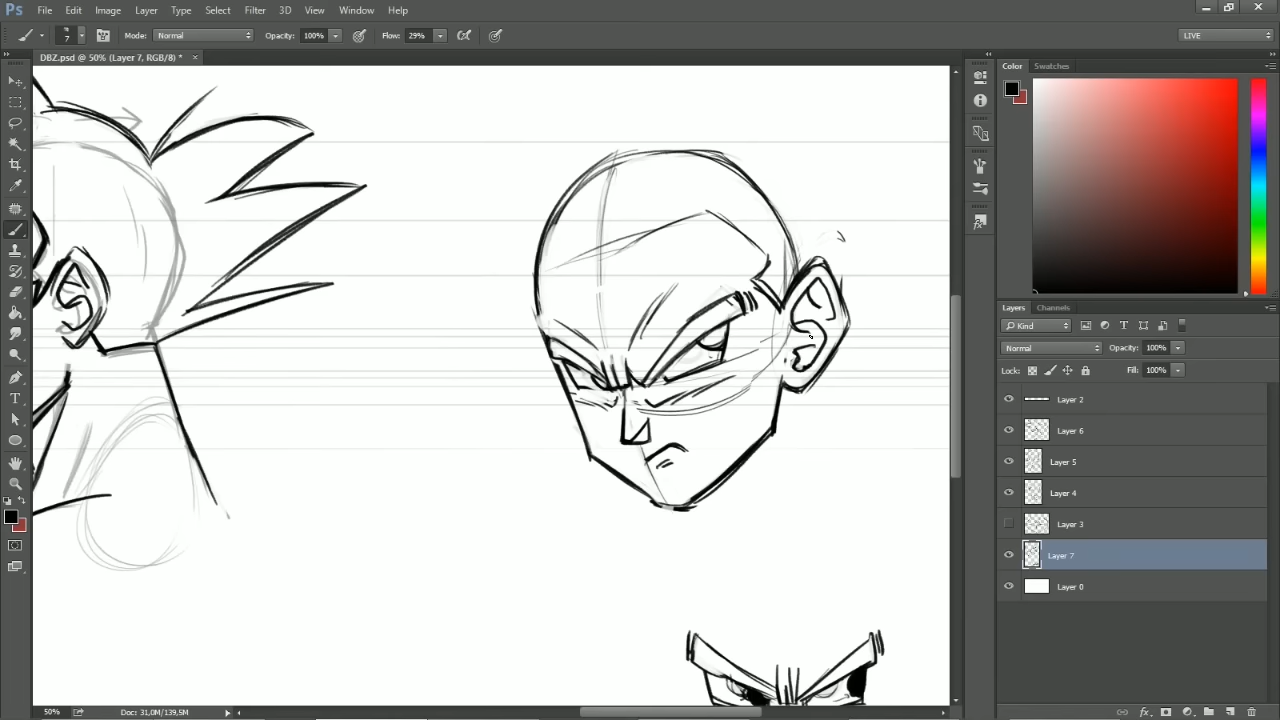 Ps File Edit Image Layer Type Select Filter 3D View Window Help
7 Mode: Normal Opacity: 100% Flow: 29% LIVE
DBZ.psd @ 50% (Layer 7, RGB/8) * ×
Color Swatches
Layers Channels
Kind
Normal Opacity: 100%
Lock: Fill: 100%
Layer 2
Layer 6
Layer 5
Layer 4
Layer 3
Layer 7
Layer 0
50% Doc: 31,0M/139,5M
fx